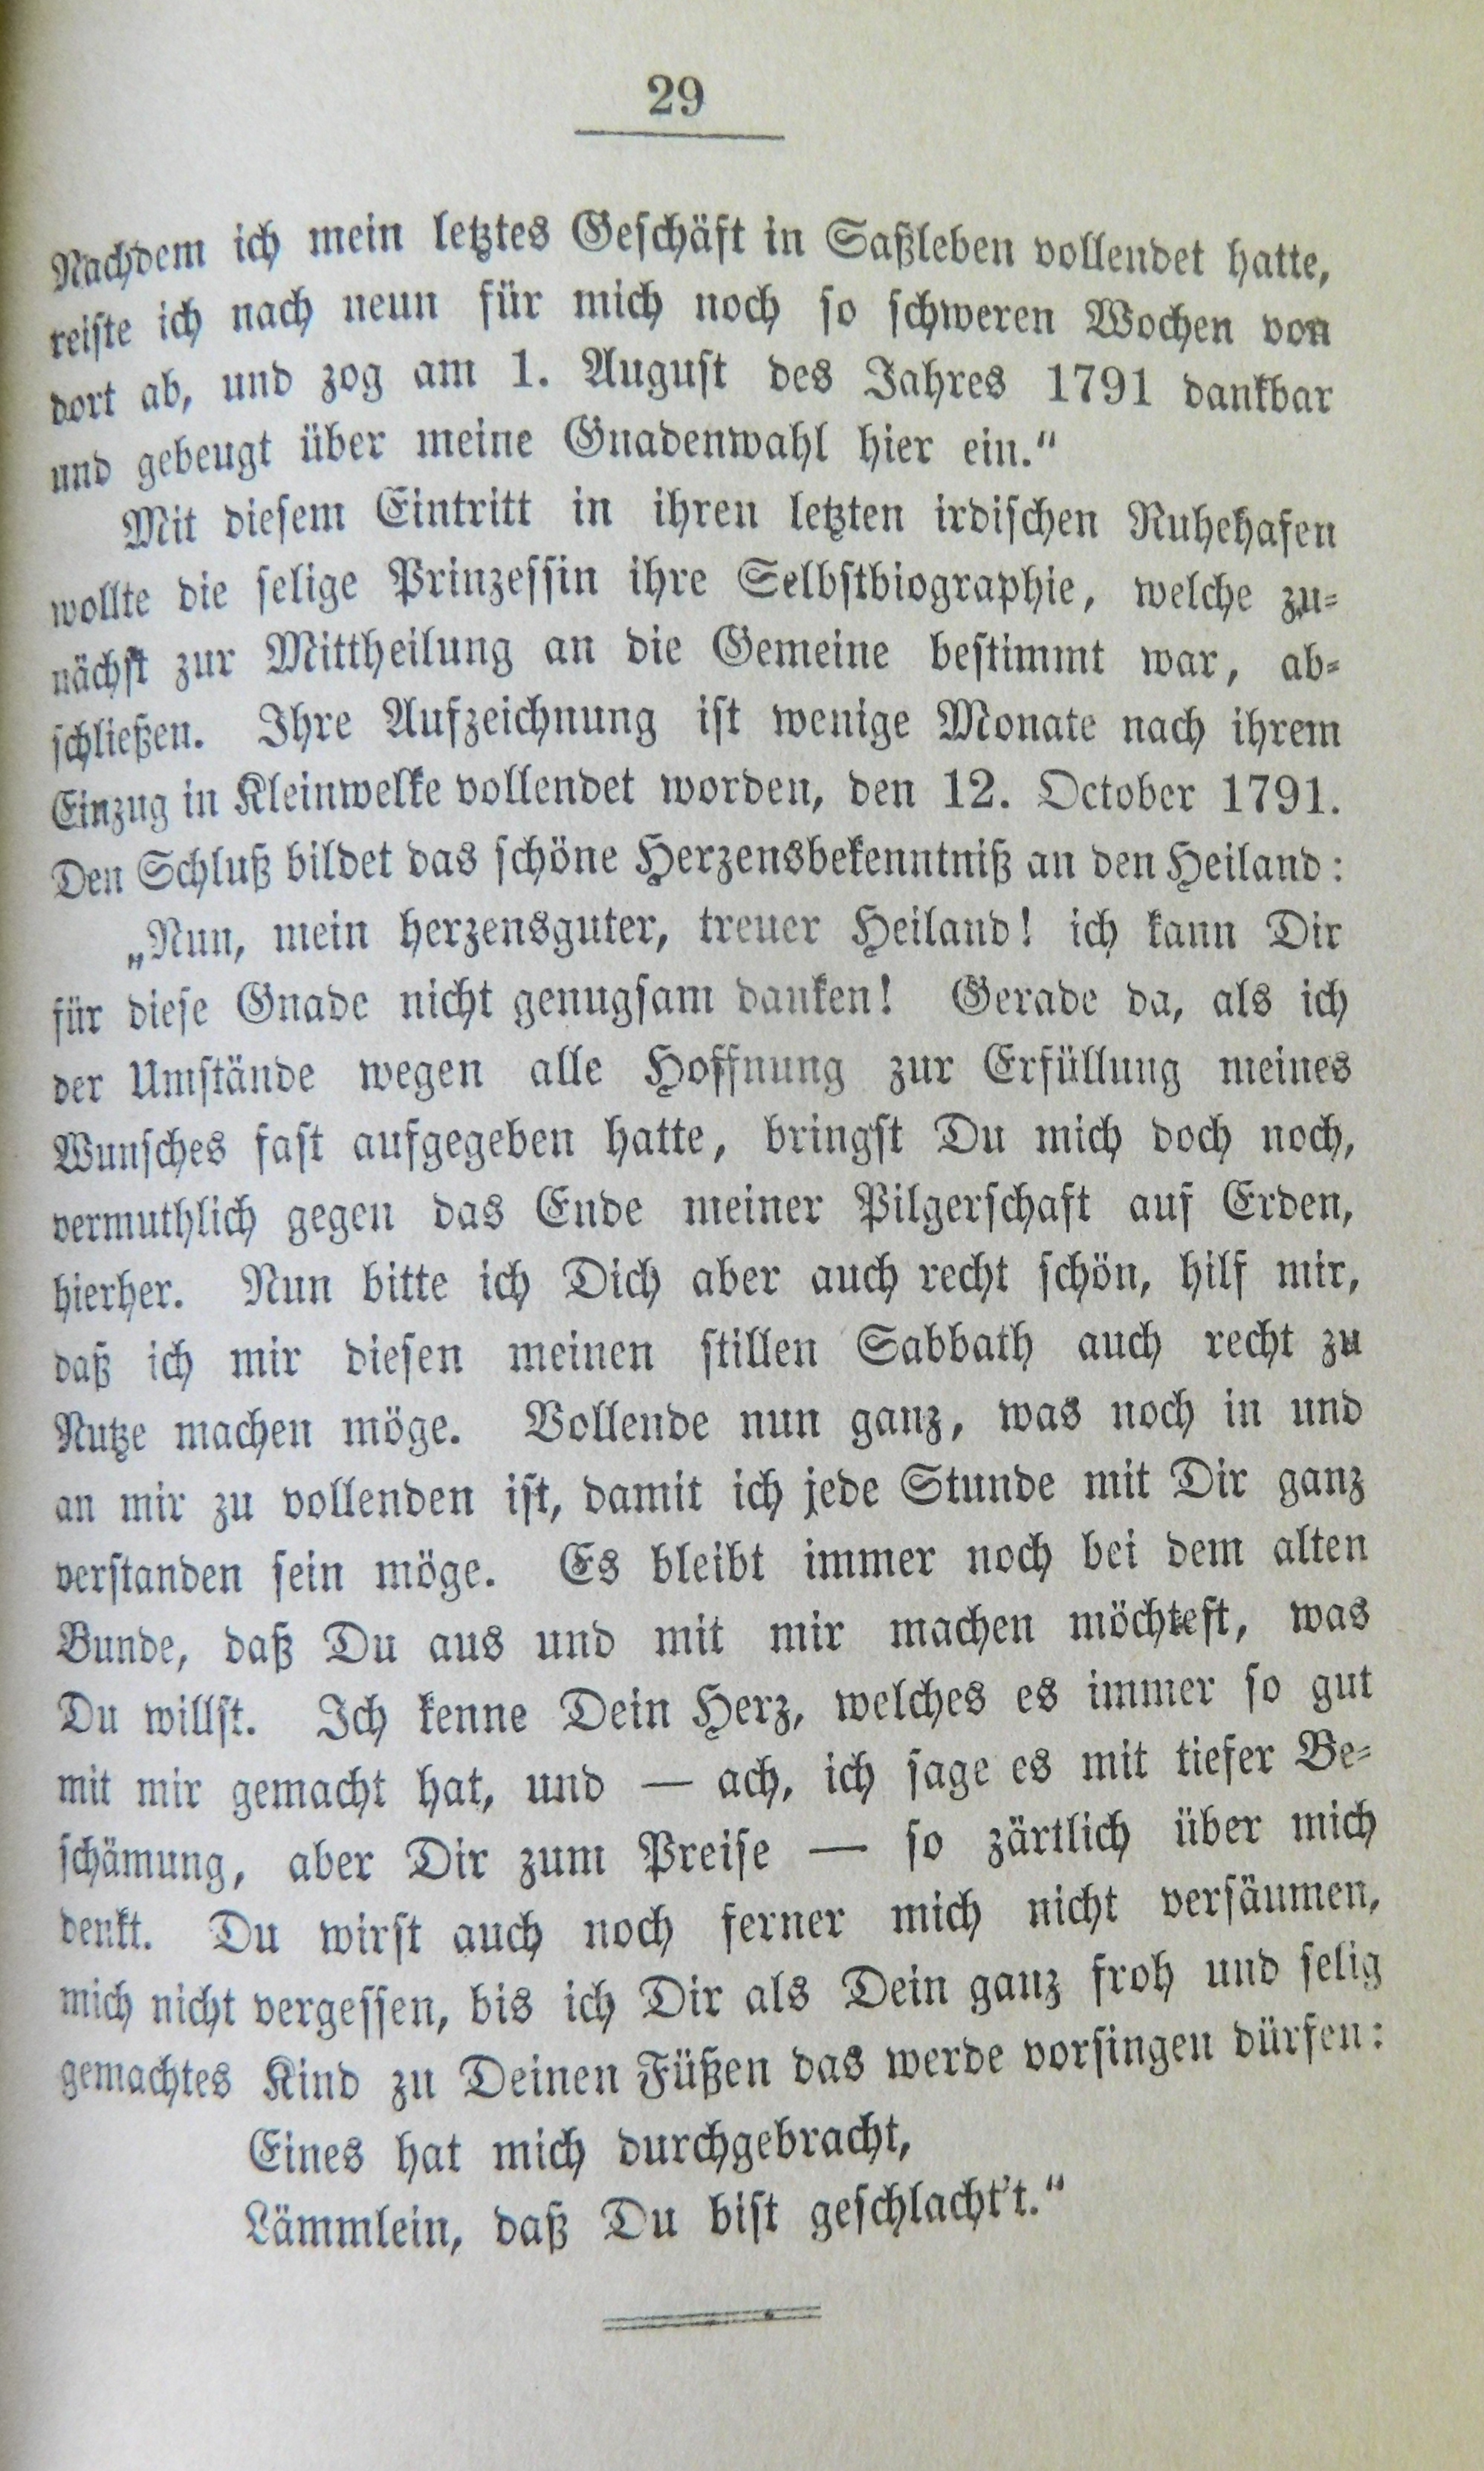 29
Nachdem ich mein letztes Geschäft in Saßleben vollendet hatte,
reiste ich nach neun für mich noch so schweren Wochen von
dort ab, und zog am 1. August des Jahres 1791 dankbar
und gebeugt über meine Gnadenwahl hier ein.“
Mit diesem Eintritt in ihren letzten irdischen Ruhehafen
wollte die selige Prinzessin ihre Selbstbiographie, welche zu-
nächst zur Mittheilung an die Gemeine bestimmt war, ab-
schließen. Ihre Aufzeichnung ist wenige Monate nach ihrem
Einzug in Kleinwelke vollendet worden, den 12. October 1791.
Den Schluß bildet das schöne Herzensbekenntniß an den Heiland:
„Nun, mein herzensguter, treuer Heiland! ich kann Dir
für diese Gnade nicht genugsam danken! Gerade da, als ich
der Umstände wegen alle Hoffnung zur Erfüllung meines
Wunsches fast aufgegeben hatte, bringst Du mich doch noch,
vermuthlich gegen das Ende meiner Pilgerschaft auf Erden,
hierher. Nun bitte ich Dich aber auch recht schön, hilf mir,
daß ich mir diesen meinen stillen Sabbath auch recht zu
Nutze machen möge. Vollende nun ganz, was noch in und
an mir zu vollenden ist, damit ich jede Stunde mit Dir ganz
verstanden sein möge. Es bleibt immer noch bei dem alten
Bunde, daß Du aus und mit mir machen möchtest, was
Du willst. Ich kenne Dein Herz, welches es immer so gut
mit mir gemacht hat, und — ach, ich sage es mit tiefer Be-
schämung, aber Dir zum Preise — so zärtlich über mich
denkt. Du wirst auch noch ferner mich nicht versäumen,
mich nicht vergessen, bis ich Dir als Dein ganz froh und selig
gemachtes Kind zu Deinen Füßen das werde vorsingen dürfen:
Eines hat mich durchgebracht,
Lämmlein, daß Du bist geschlacht't.“